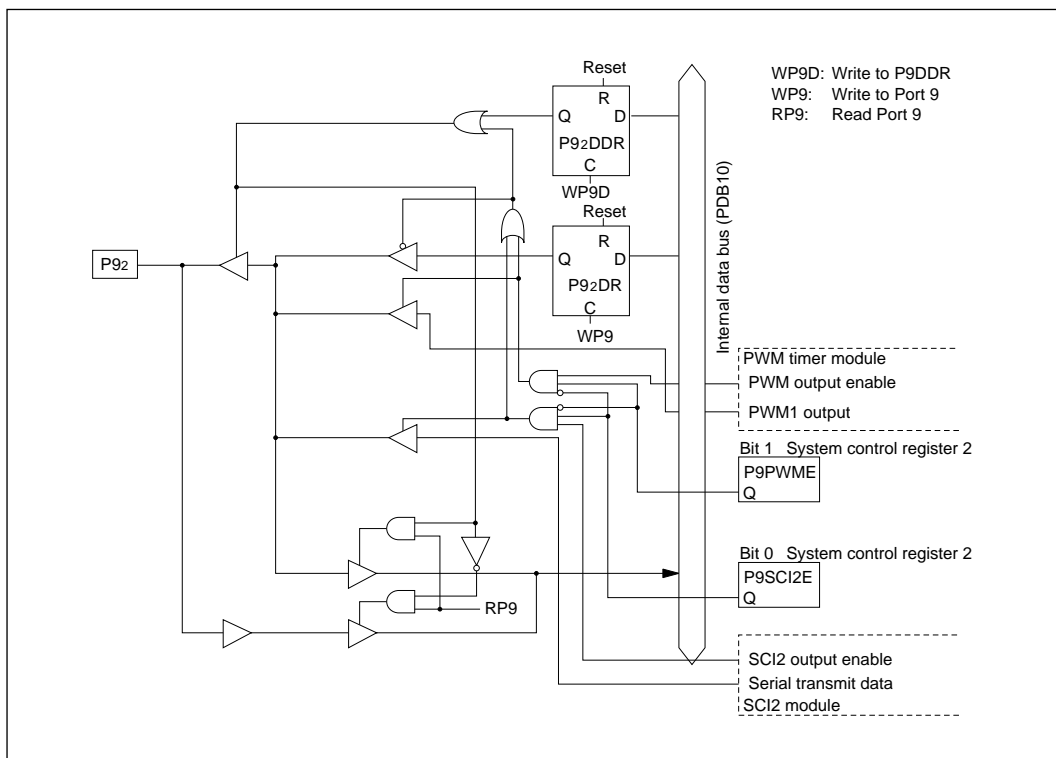 Reset
R
Q D
P92DDR
C
WP9D
Reset
R
Q D
P92DR
C
WP9
P92
WP9D: Write to P9DDR
WP9: Write to Port 9
RP9: Read Port 9
Internal data bus (PDB10)
PWM timer module
PWM output enable
PWM1 output
Bit 1 System control register 2
P9PWME
Q
Bit 0 System control register 2
P9SCI2E
Q
RP9
SCI2 output enable
Serial transmit data
SCI2 module